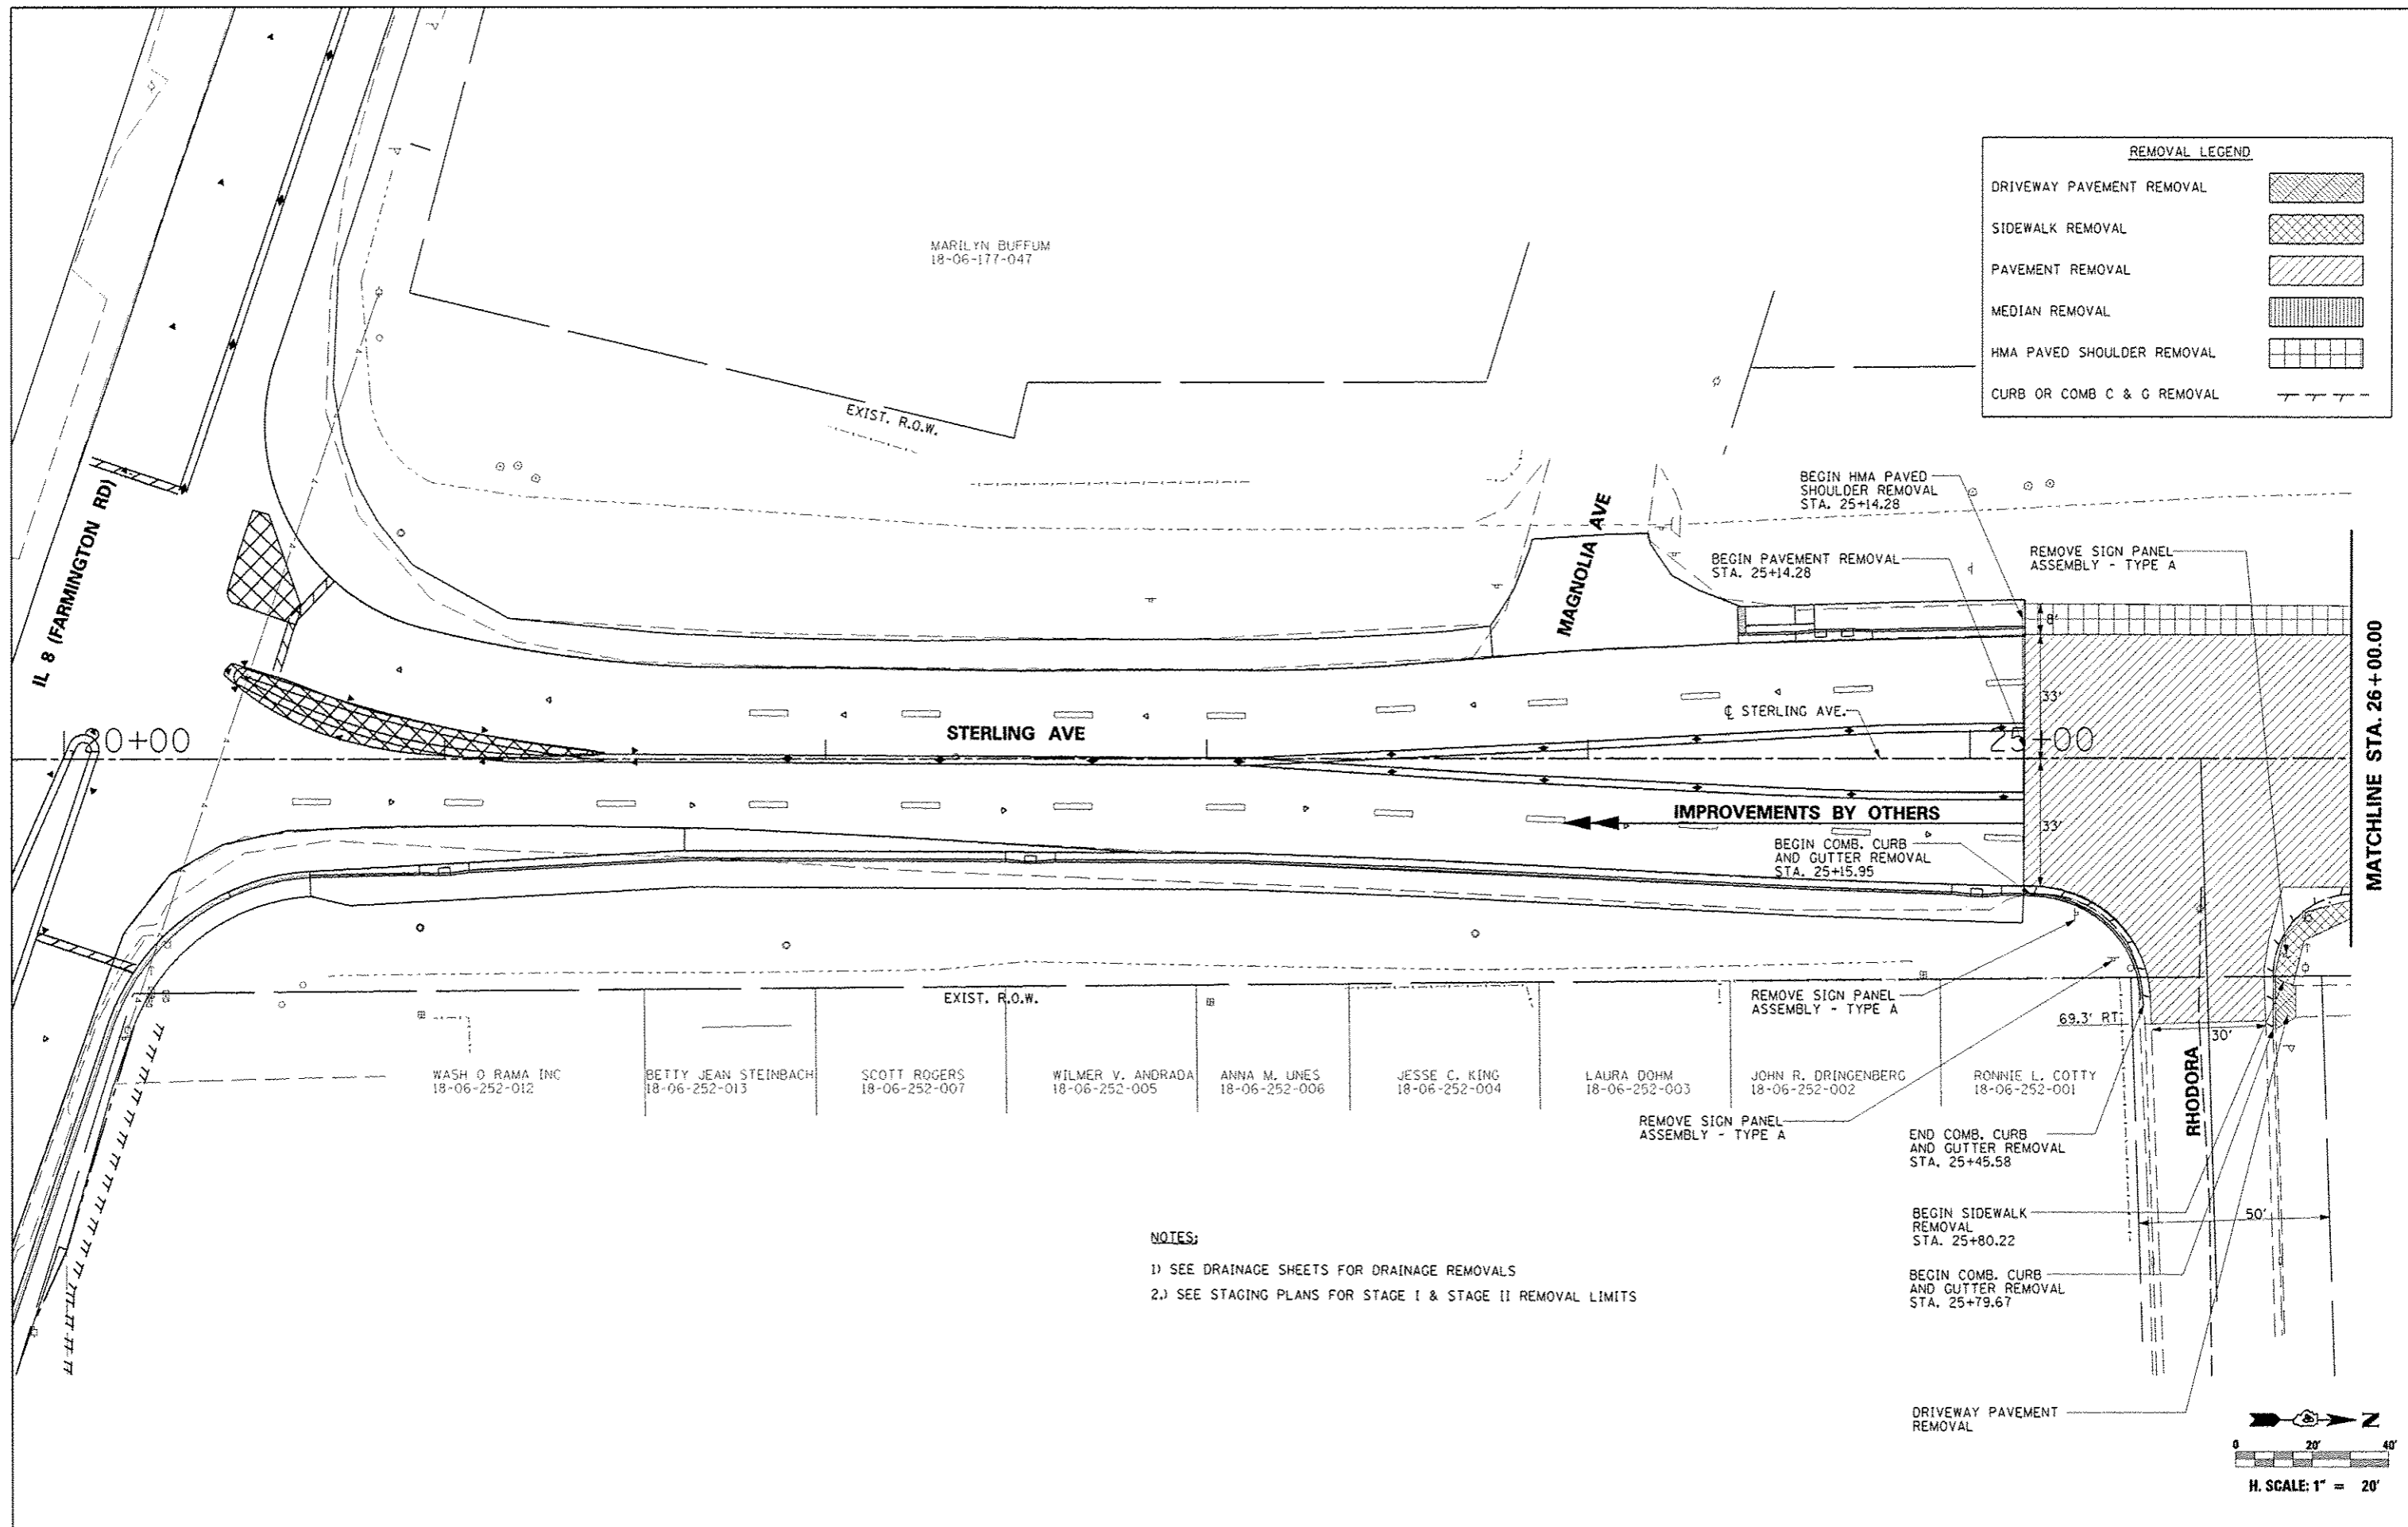 REMOVAL LEGEND
DRIVEWAY PAVEMENT REMOVAL
SIDEWALK REMOVAL
PAVEMENT REMOVAL
MEDIAN REMOVAL
HMA PAVED SHOULDER REMOVAL
CURB OR COMB C & G REMOVAL
MARILYN BUFFUM
18-06-177-047
EXIST. R.O.W.
IL 8 (FARMINGTON RD)
MAGNOLIA AVE
BEGIN HMA PAVED
SHOULDER REMOVAL
STA. 25+14.28
BEGIN PAVEMENT REMOVAL
STA. 25+14.28
REMOVE SIGN PANEL
ASSEMBLY - TYPE A
8'
33'
℄ STERLING AVE.
STERLING AVE
0+00
25+00
MATCHLINE STA. 26+00.00
IMPROVEMENTS BY OTHERS
33'
BEGIN COMB. CURB
AND GUTTER REMOVAL
STA. 25+15.95
EXIST. R.O.W.
REMOVE SIGN PANEL
ASSEMBLY - TYPE A
69.3' RT
30'
WASH O RAMA INC
18-06-252-012
BETTY JEAN STEINBACH
18-06-252-013
SCOTT ROGERS
18-06-252-007
WILMER V. ANDRADA
18-06-252-005
ANNA M. UNES
18-06-252-006
JESSE C. KING
18-06-252-004
LAURA DOHM
18-06-252-003
JOHN R. DRINGENBERG
18-06-252-002
RONNIE L. COTTY
18-06-252-001
RHODORA
REMOVE SIGN PANEL
ASSEMBLY - TYPE A
END COMB. CURB
AND GUTTER REMOVAL
STA. 25+45.58
BEGIN SIDEWALK
REMOVAL
STA. 25+80.22
50'
BEGIN COMB. CURB
AND GUTTER REMOVAL
STA. 25+79.67
DRIVEWAY PAVEMENT
REMOVAL
NOTES:
1) SEE DRAINAGE SHEETS FOR DRAINAGE REMOVALS
2.) SEE STAGING PLANS FOR STAGE I & STAGE II REMOVAL LIMITS
N
0 20' 40'
H. SCALE: 1" = 20'